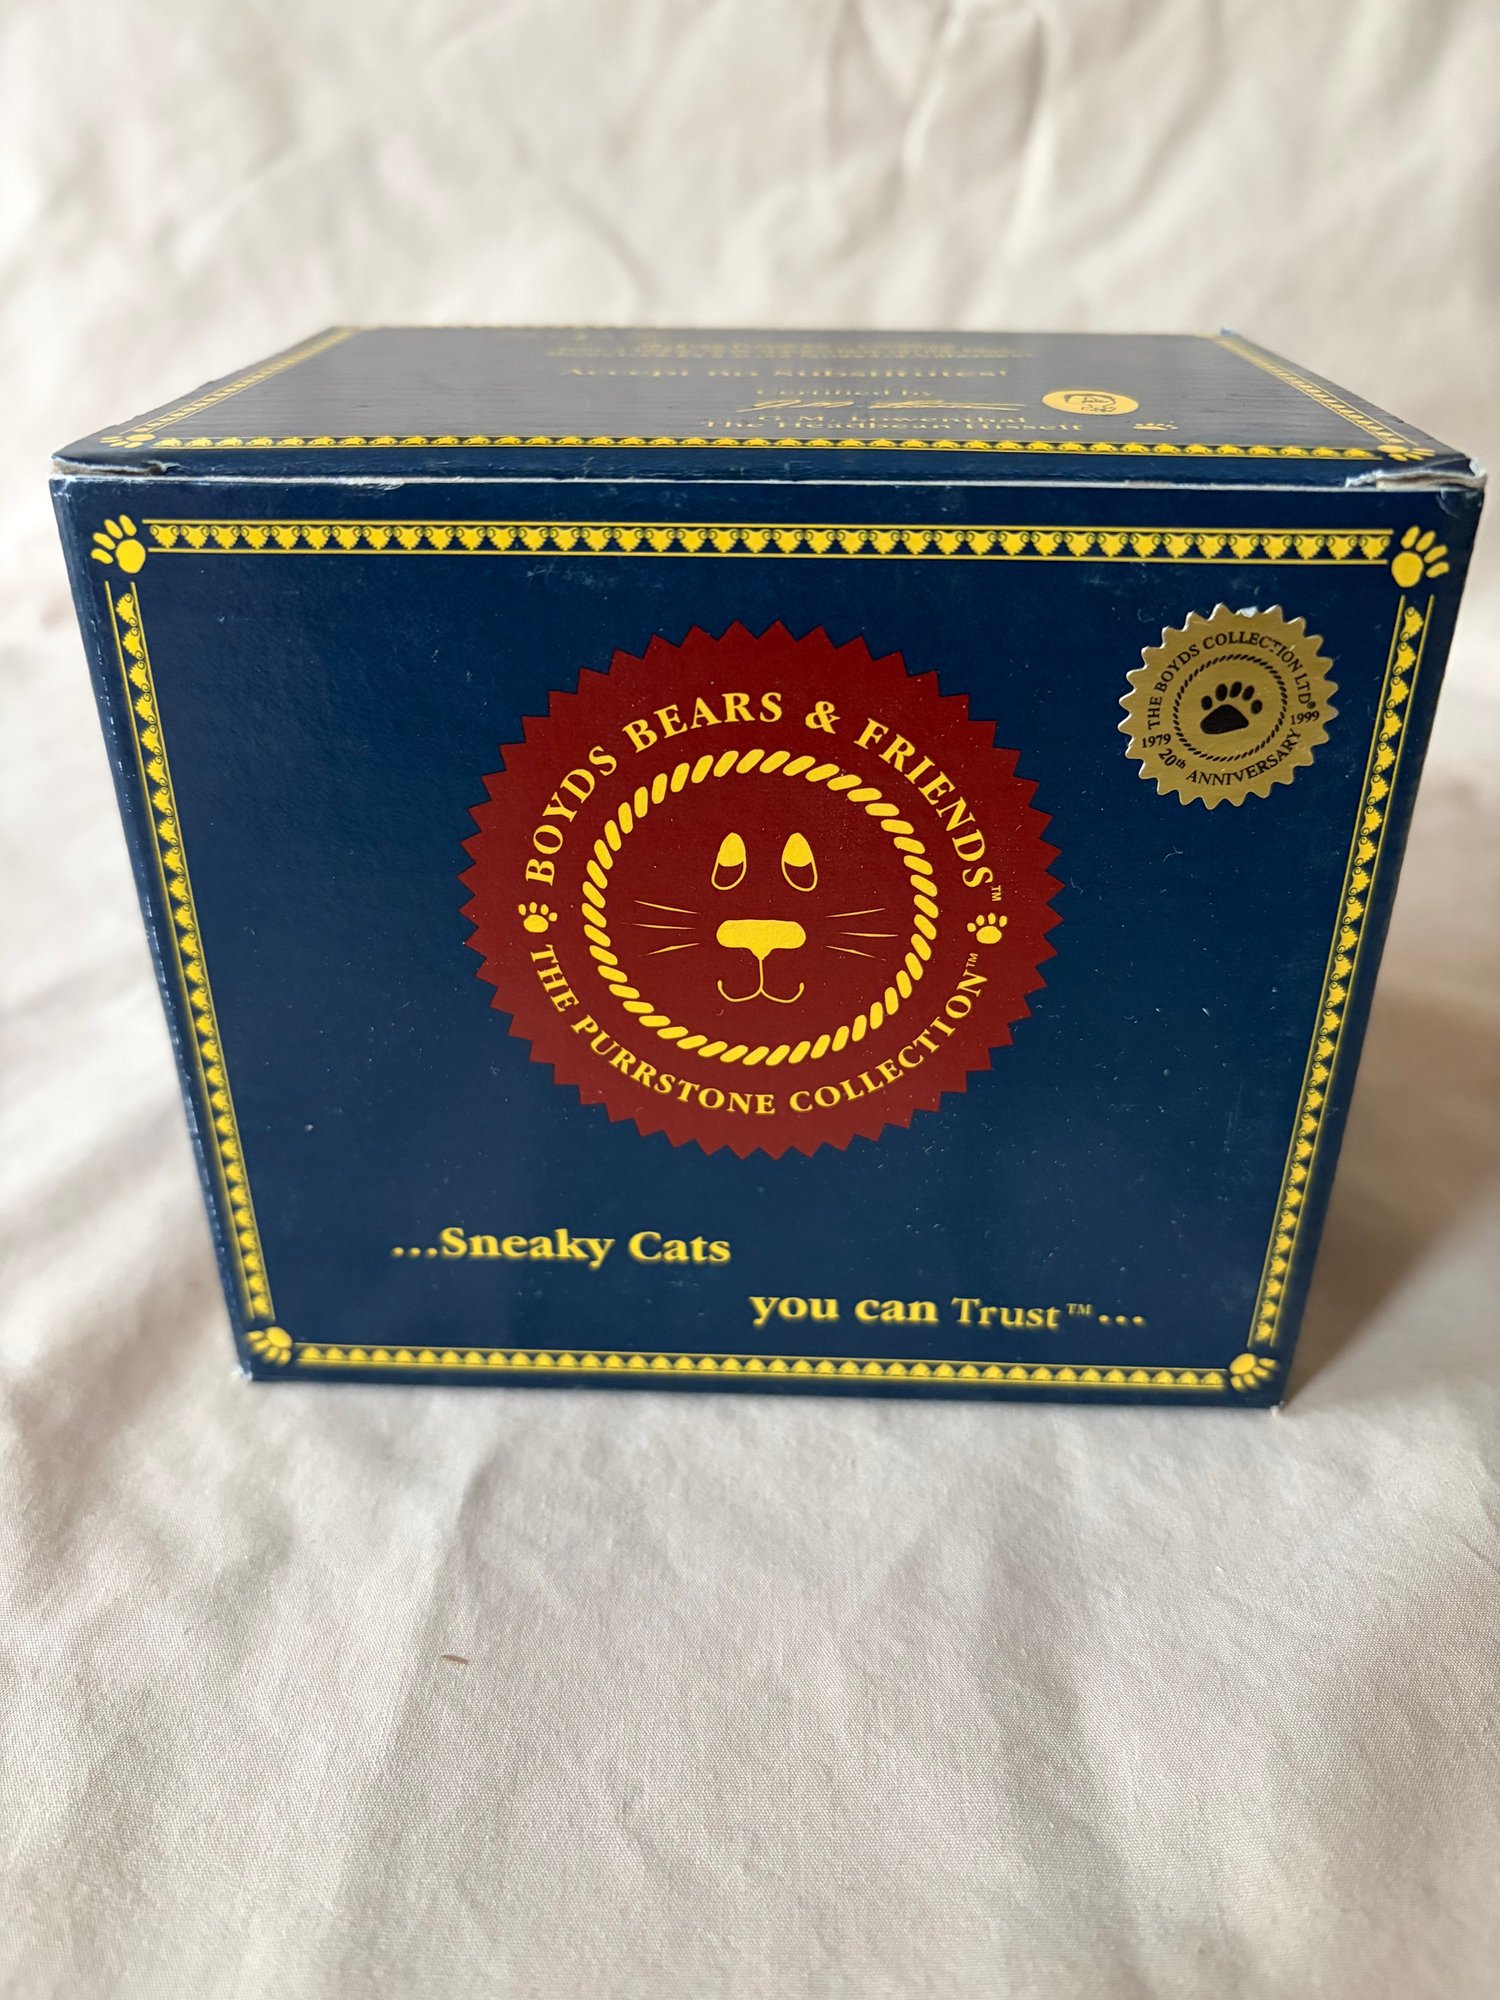 Accept no substitutes!
Certified by
G.M. Lowenthal
The Headbean Hisself
BOYDS BEARS & FRIENDS™
THE PURRSTONE COLLECTION™
THE BOYDS COLLECTION LTD®
1979 1999
20th ANNIVERSARY
...Sneaky Cats
you can Trust™...